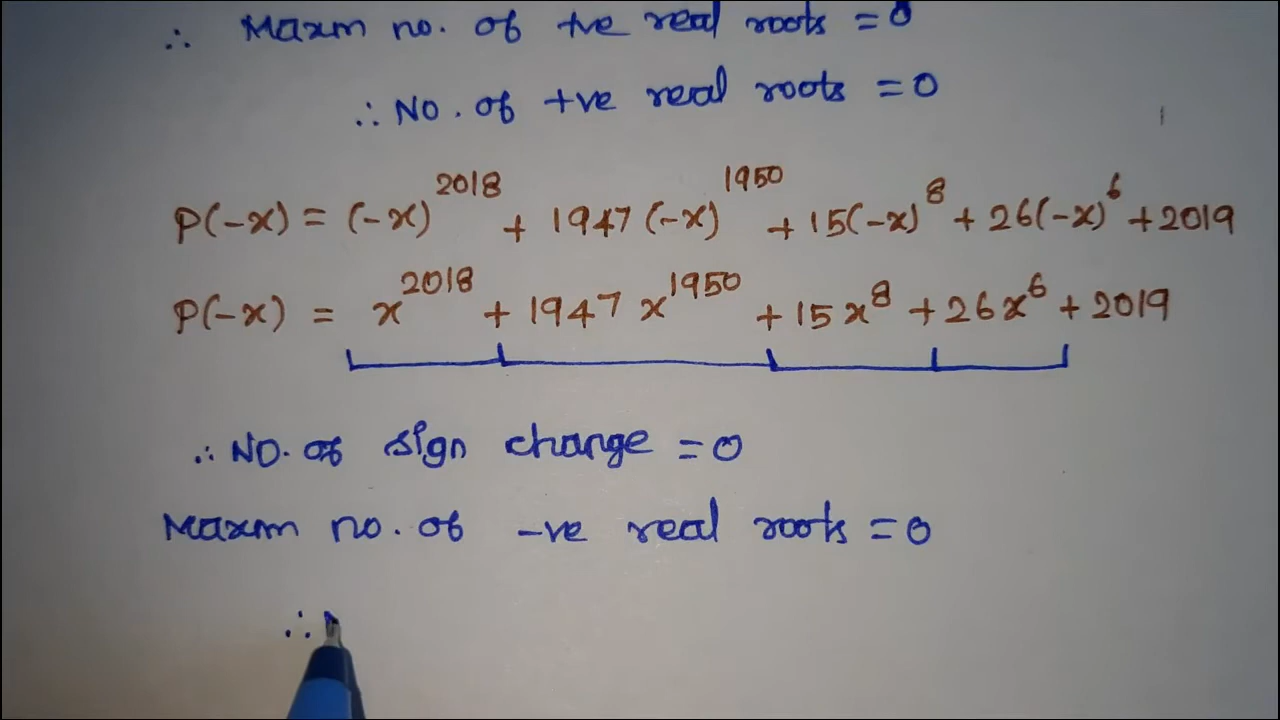 ∴ Maxm no. of +ve real roots = 0
∴ No. of +ve real roots = 0
P(-x) = (-x)^2018 + 1947 (-x)^1950 + 15(-x)^8 + 26(-x)^6 + 2019
P(-x) = x^2018 + 1947 x^1950 + 15 x^8 + 26 x^6 + 2019
∴ No. of sign change = 0
Maxm no. of -ve real roots = 0
∴